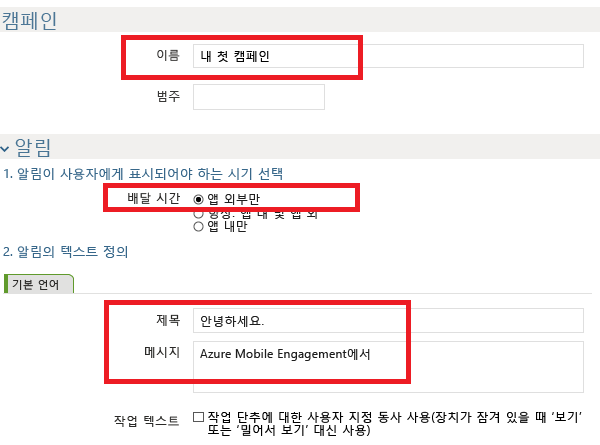 캠페인
이름 내 첫 캠페인
범주
알림
1. 알림이 사용자에게 표시되어야 하는 시기 선택
배달 시간 앱 외부만
항상: 앱 내 및 앱 외
앱 내만
2. 알림의 텍스트 정의
기본 언어
제목 안녕하세요.
메시지 Azure Mobile Engagement에서
작업 텍스트 작업 단추에 대한 사용자 지정 동사 사용(장치가 잠겨 있을 때 '보기'
또는 '밀어서 보기' 대신 사용)